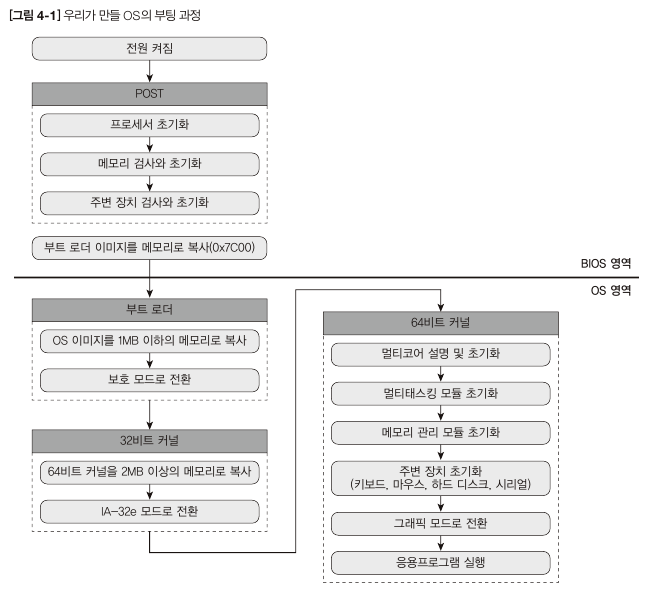 [그림 4-1] 우리가 만들 OS의 부팅 과정
전원 켜짐
POST
프로세서 초기화
메모리 검사와 초기화
주변 장치 검사와 초기화
부트 로더 이미지를 메모리로 복사(0x7C00)
BIOS 영역
OS 영역
부트 로더
OS 이미지를 1MB 이하의 메모리로 복사
보호 모드로 전환
32비트 커널
64비트 커널을 2MB 이상의 메모리로 복사
IA-32e 모드로 전환
64비트 커널
멀티코어 설명 및 초기화
멀티태스킹 모듈 초기화
메모리 관리 모듈 초기화
주변 장치 초기화
(키보드, 마우스, 하드 디스크, 시리얼)
그래픽 모드로 전환
응용프로그램 실행